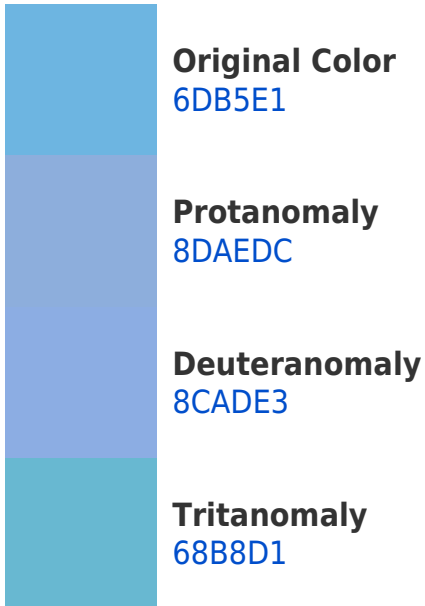 Original Color
6DB5E1
Protanomaly
8DAEDC
Deuteranomaly
8CADE3
Tritanomaly
68B8D1